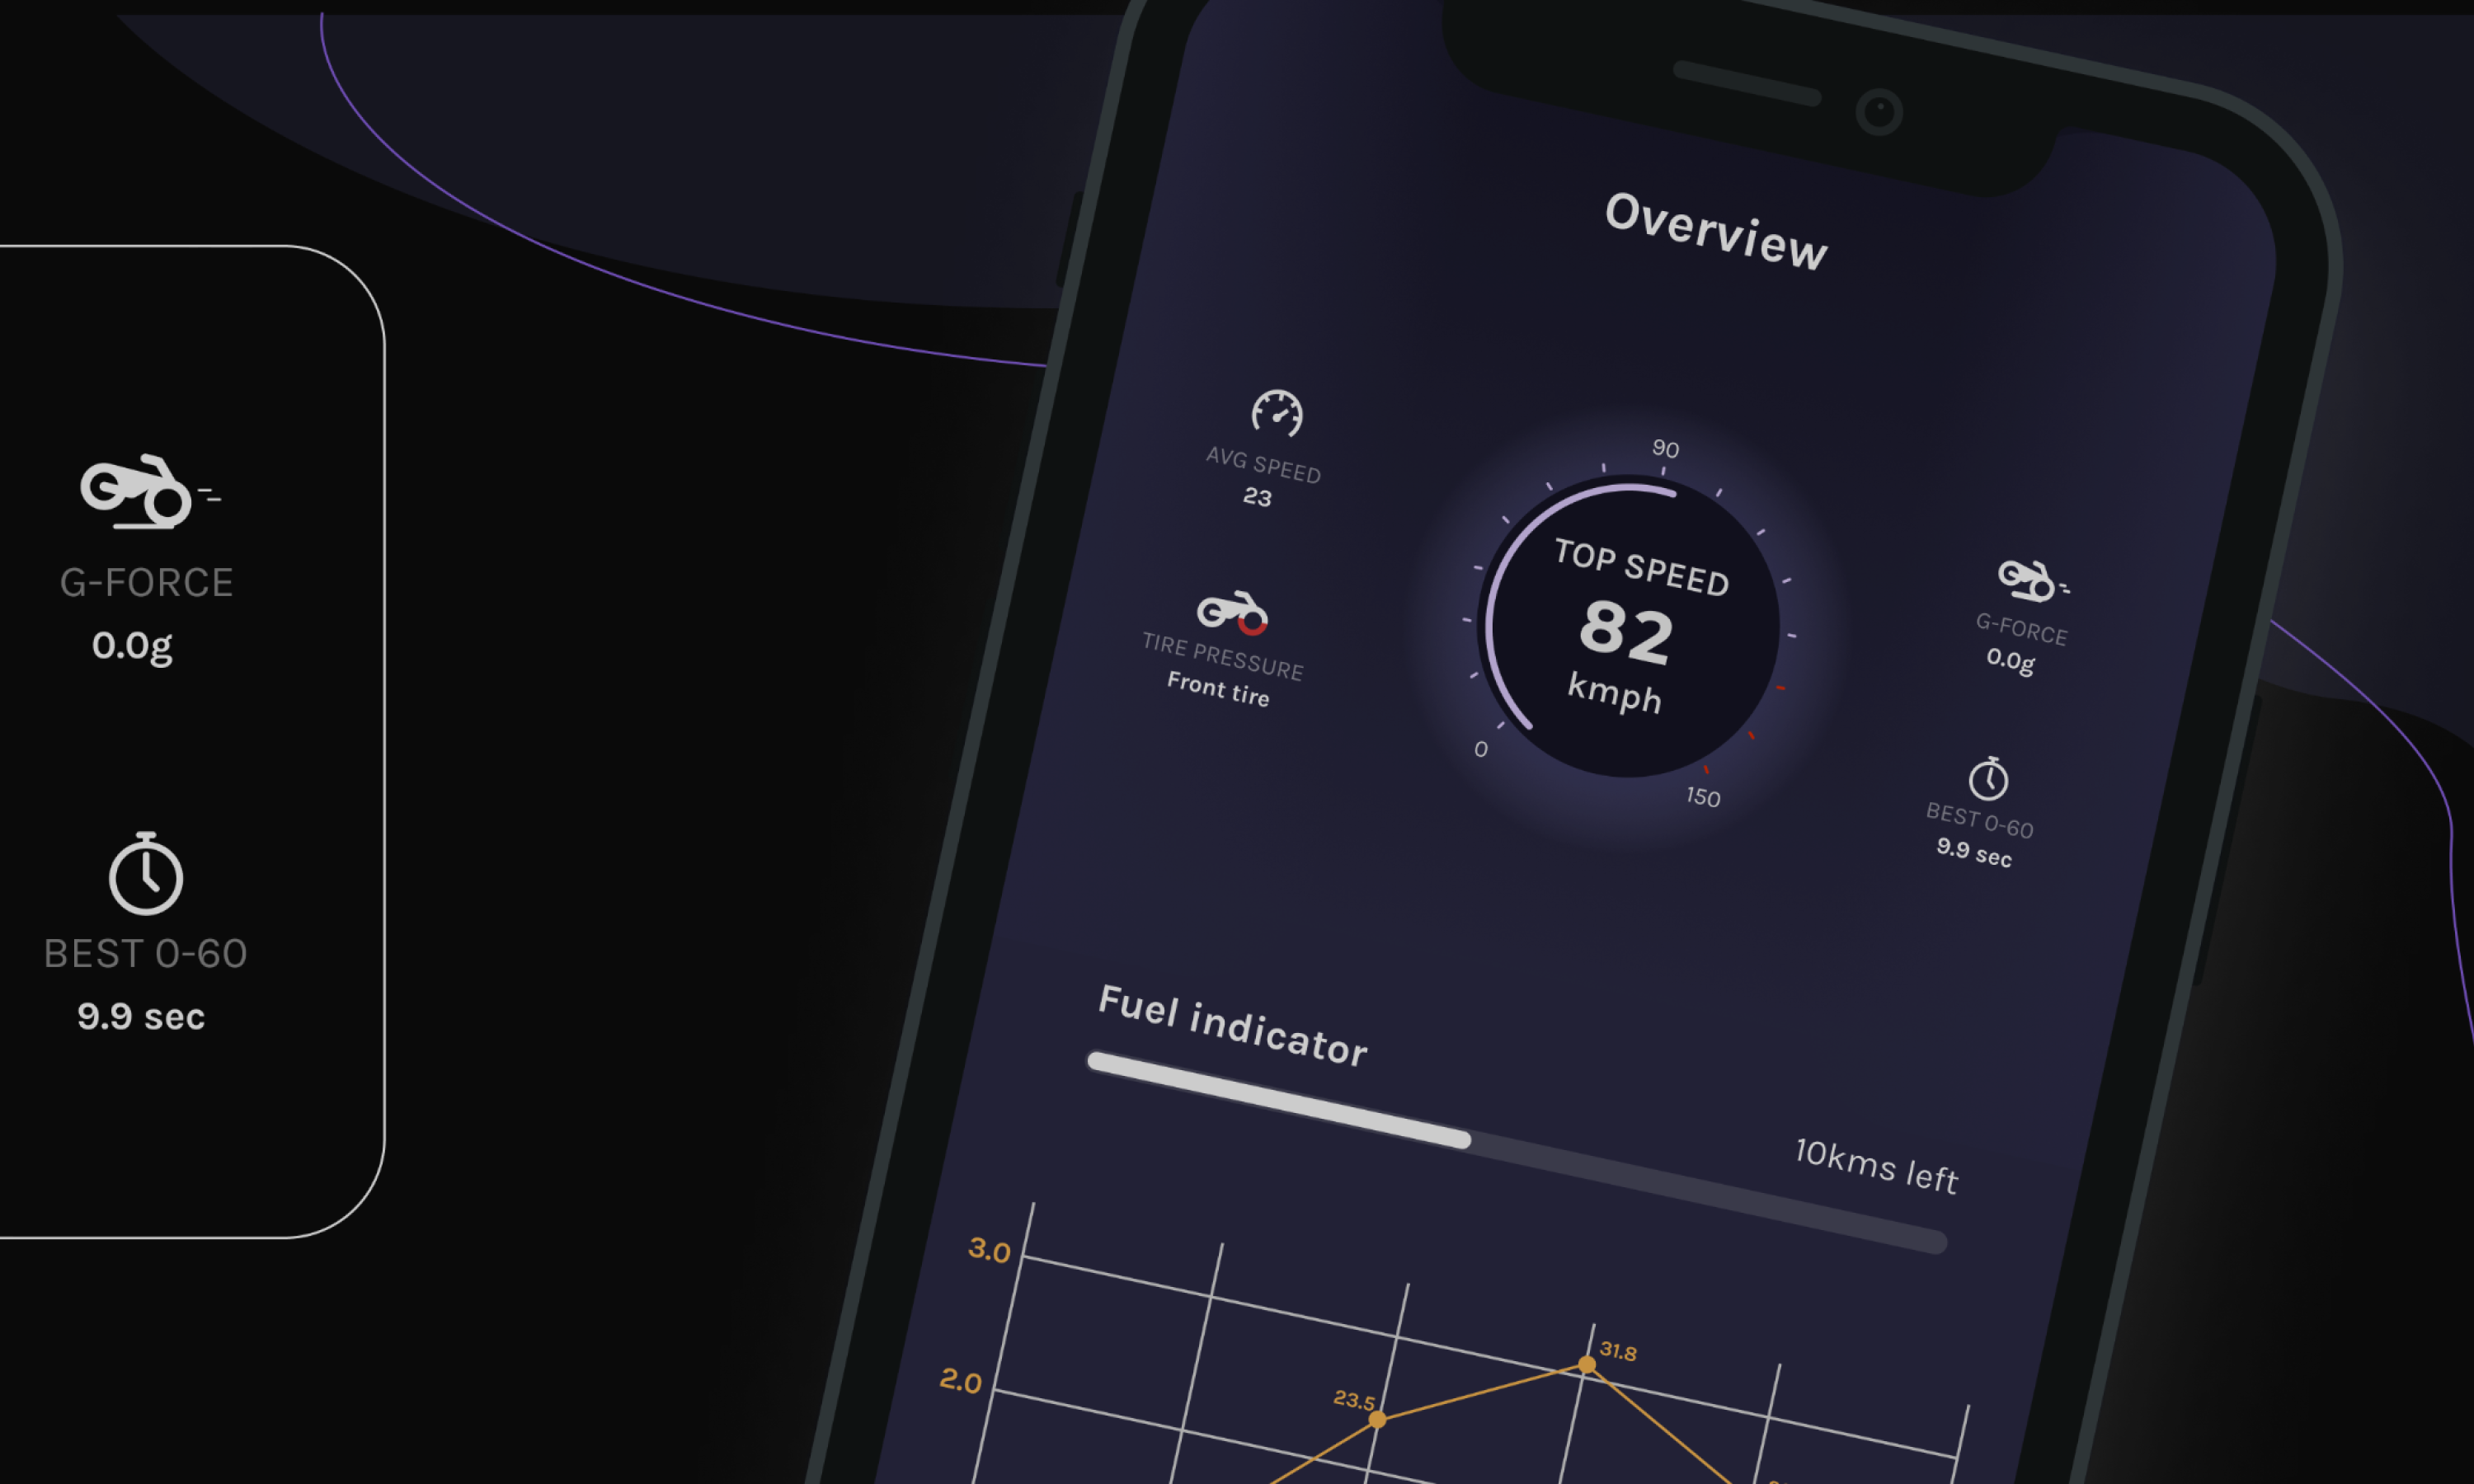 G-FORCE
0.0g
BEST 0-60
9.9 sec
Overview
AVG SPEED
23
TIRE PRESSURE
Front tire
90
0
150
TOP SPEED
82
kmph
G-FORCE
0.0g
BEST 0-60
9.9 sec
Fuel indicator
10kms left
3.0
2.0
31.8
23.5